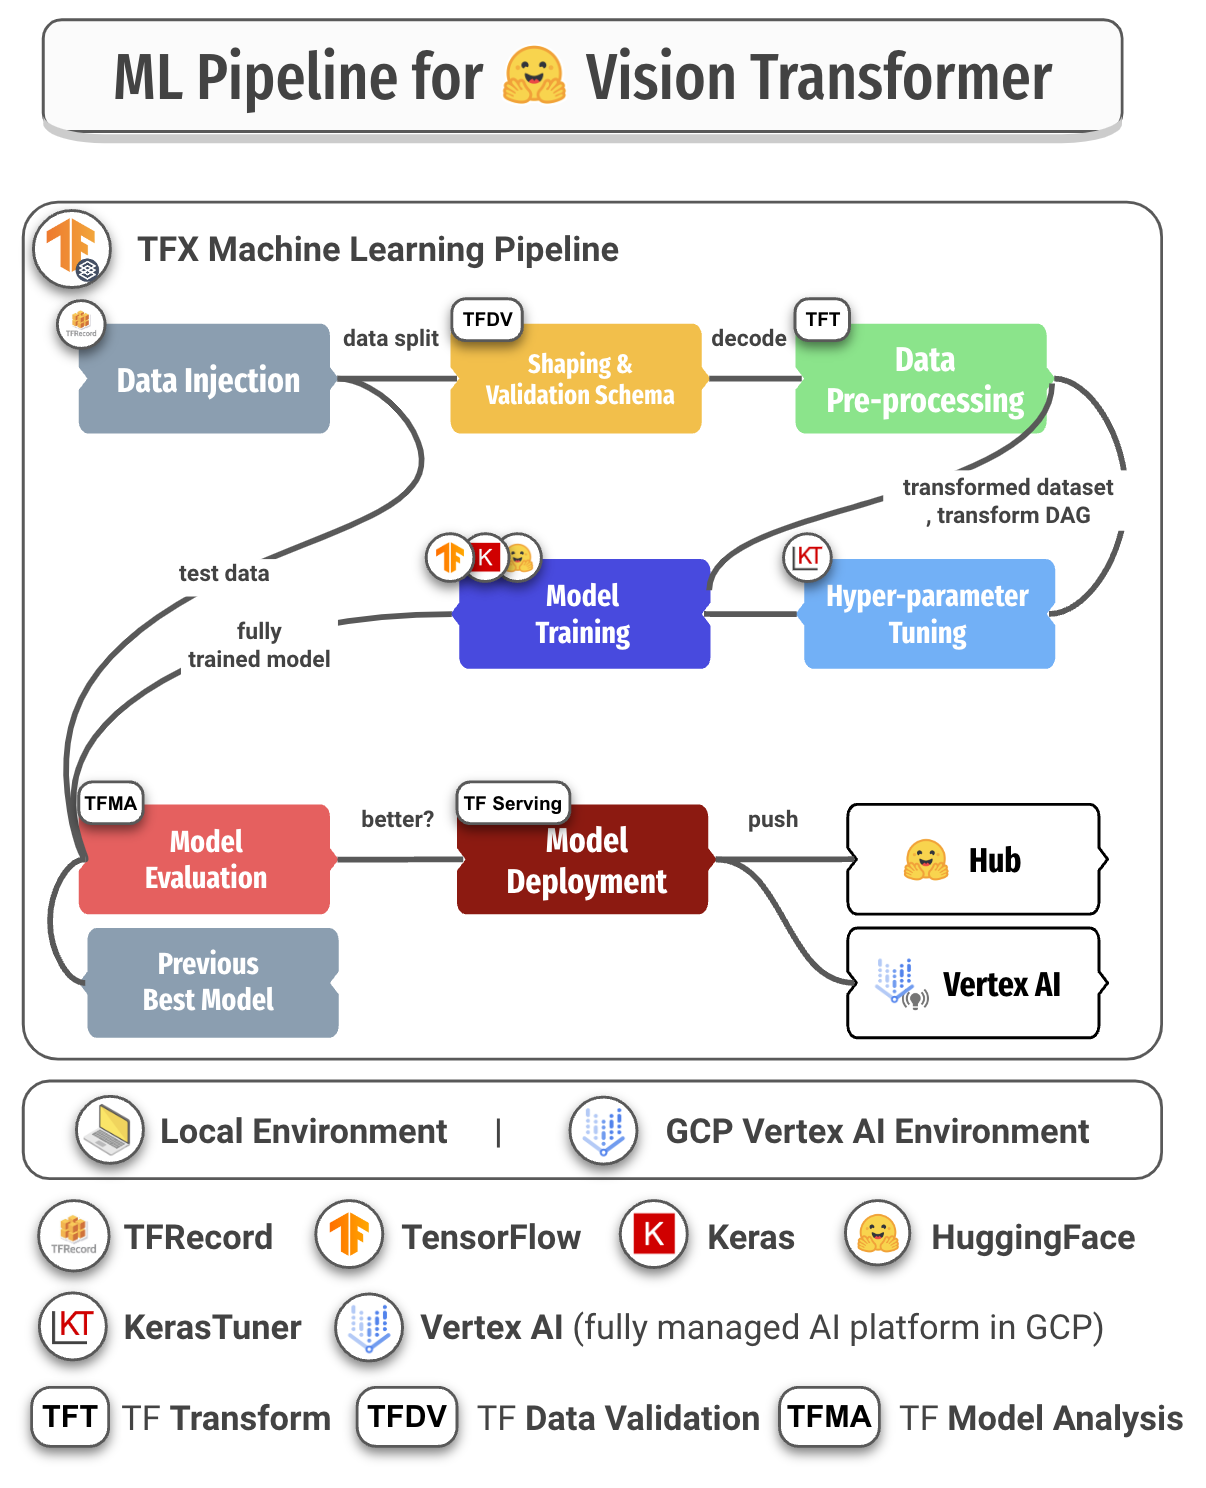 ML Pipeline for Vision Transformer
TFX Machine Learning Pipeline
TFRecord
Data Injection
data split
TFDV
Shaping &
Validation Schema
decode
TFT
Data
Pre-processing
transformed dataset
, transform DAG
test data
K
Model
Training
KT
Hyper-parameter
Tuning
fully
trained model
TFMA
Model
Evaluation
better?
TF Serving
Model
Deployment
push
Hub
Previous
Best Model
Vertex AI
Local Environment | GCP Vertex AI Environment
TFRecord TFRecord TensorFlow K Keras HuggingFace
KT KerasTuner Vertex AI (fully managed AI platform in GCP)
TFT TF Transform TFDV TF Data Validation TFMA TF Model Analysis